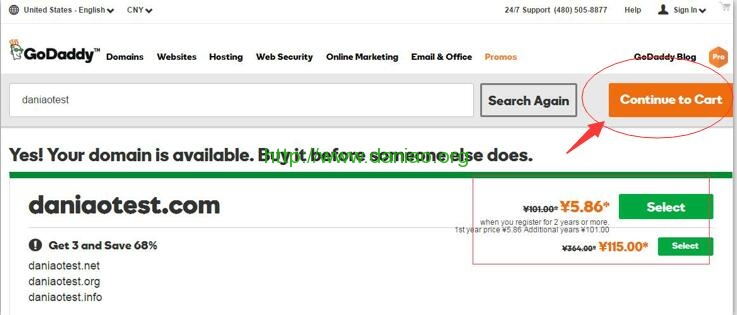 United States - English CNY 24/7 Support (480) 505-8877 Help Sign In
GoDaddy™ Domains Websites Hosting Web Security Online Marketing Email & Office Promos GoDaddy Blog Pro
daniaotest Search Again Continue to Cart
Yes! Your domain is available. Buy it before someone else does.
http://www.daniao.org
daniaotest.com ¥101.00* ¥5.86* Select
when you register for 2 years or more.
1st year price ¥5.86 Additional years ¥101.00
Get 3 and Save 68% ¥364.00* ¥115.00* Select
daniaotest.net
daniaotest.org
daniaotest.info